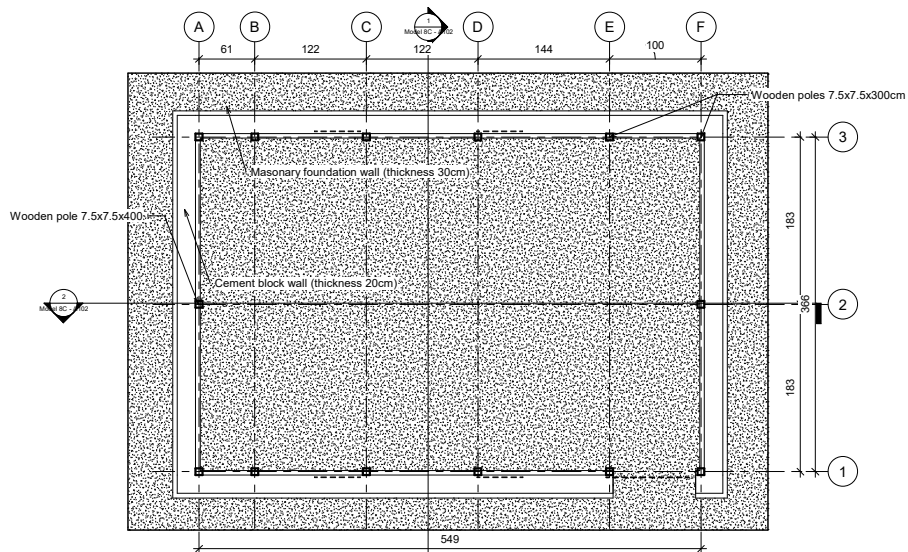 A
B
C
D
E
F
1
Model 8C - A102
61
122
122
144
100
Wooden poles 7.5x7.5x300cm
3
Masonary foundation wall (thickness 30cm)
Wooden pole 7.5x7.5x400
183
Cement block wall (thickness 20cm)
2
Model 8C - A102
366
2
183
1
549